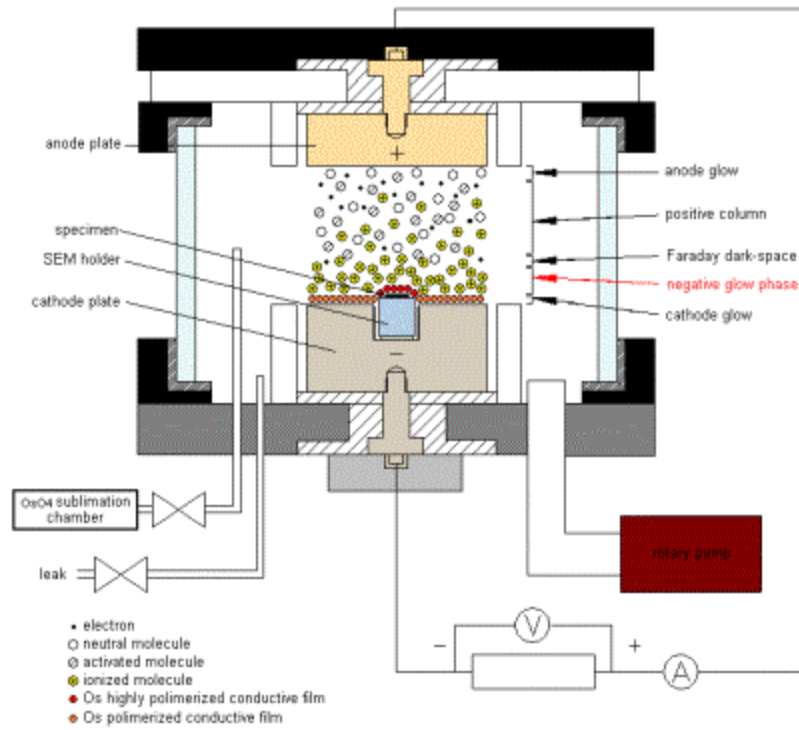 anode plate
+
anode glow
positive column
specimen
Faraday dark-space
SEM holder
negative glow phase
cathode plate
cathode glow
−
OsO4 sublimation
chamber
rotary pump
leak
electron
neutral molecule
activated molecule
ionized molecule
Os highly polimerized conductive film
Os polimerized conductive film
− V +
A